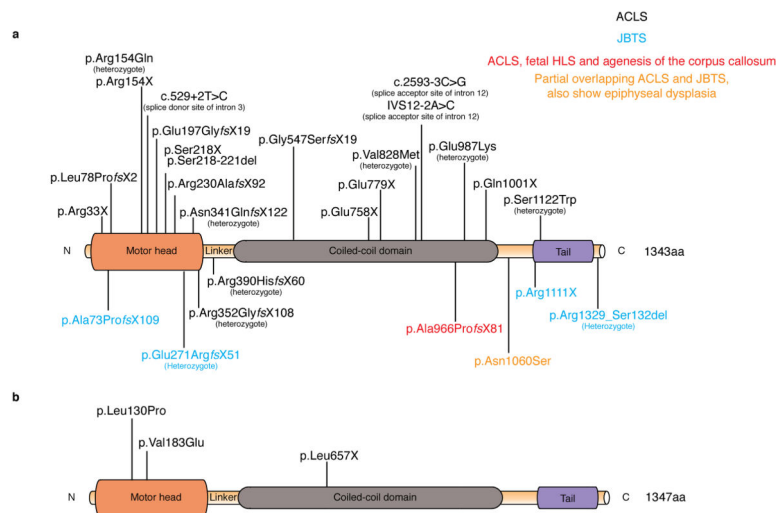 a
ACLS
JBTS
ACLS, fetal HLS and agenesis of the corpus callosum
Partial overlapping ACLS and JBTS,
also show epiphyseal dysplasia
p.Arg154Gln
(heterozygote)
p.Arg154X
c.529+2T>C
(splice donor site of intron 3)
p.Glu197GlyfsX19
p.Ser218X
p.Ser218-221del
p.Leu78ProfsX2
p.Arg230AlafsX92
p.Arg33X
p.Asn341GlnfsX122
(heterozygote)
p.Gly547SerfsX19
c.2593-3C>G
(splice acceptor site of intron 12)
IVS12-2A>C
(splice acceptor site of intron 12)
p.Val828Met
(heterozygote)
p.Glu987Lys
(heterozygote)
p.Glu779X
p.Gln1001X
p.Glu758X
p.Ser1122Trp
(heterozygote)
N
Motor head
Linker
Coiled-coil domain
Tail
C
1343aa
p.Arg390HisfsX60
(heterozygote)
p.Arg352GlyfsX108
(heterozygote)
p.Ala73ProfsX109
p.Glu271ArgfsX51
(Heterozygote)
p.Ala966ProfsX81
p.Asn1060Ser
p.Arg1111X
p.Arg1329_Ser132del
(Heterozygote)
b
p.Leu130Pro
p.Val183Glu
p.Leu657X
N
Motor head
Linker
Coiled-coil domain
Tail
C
1347aa